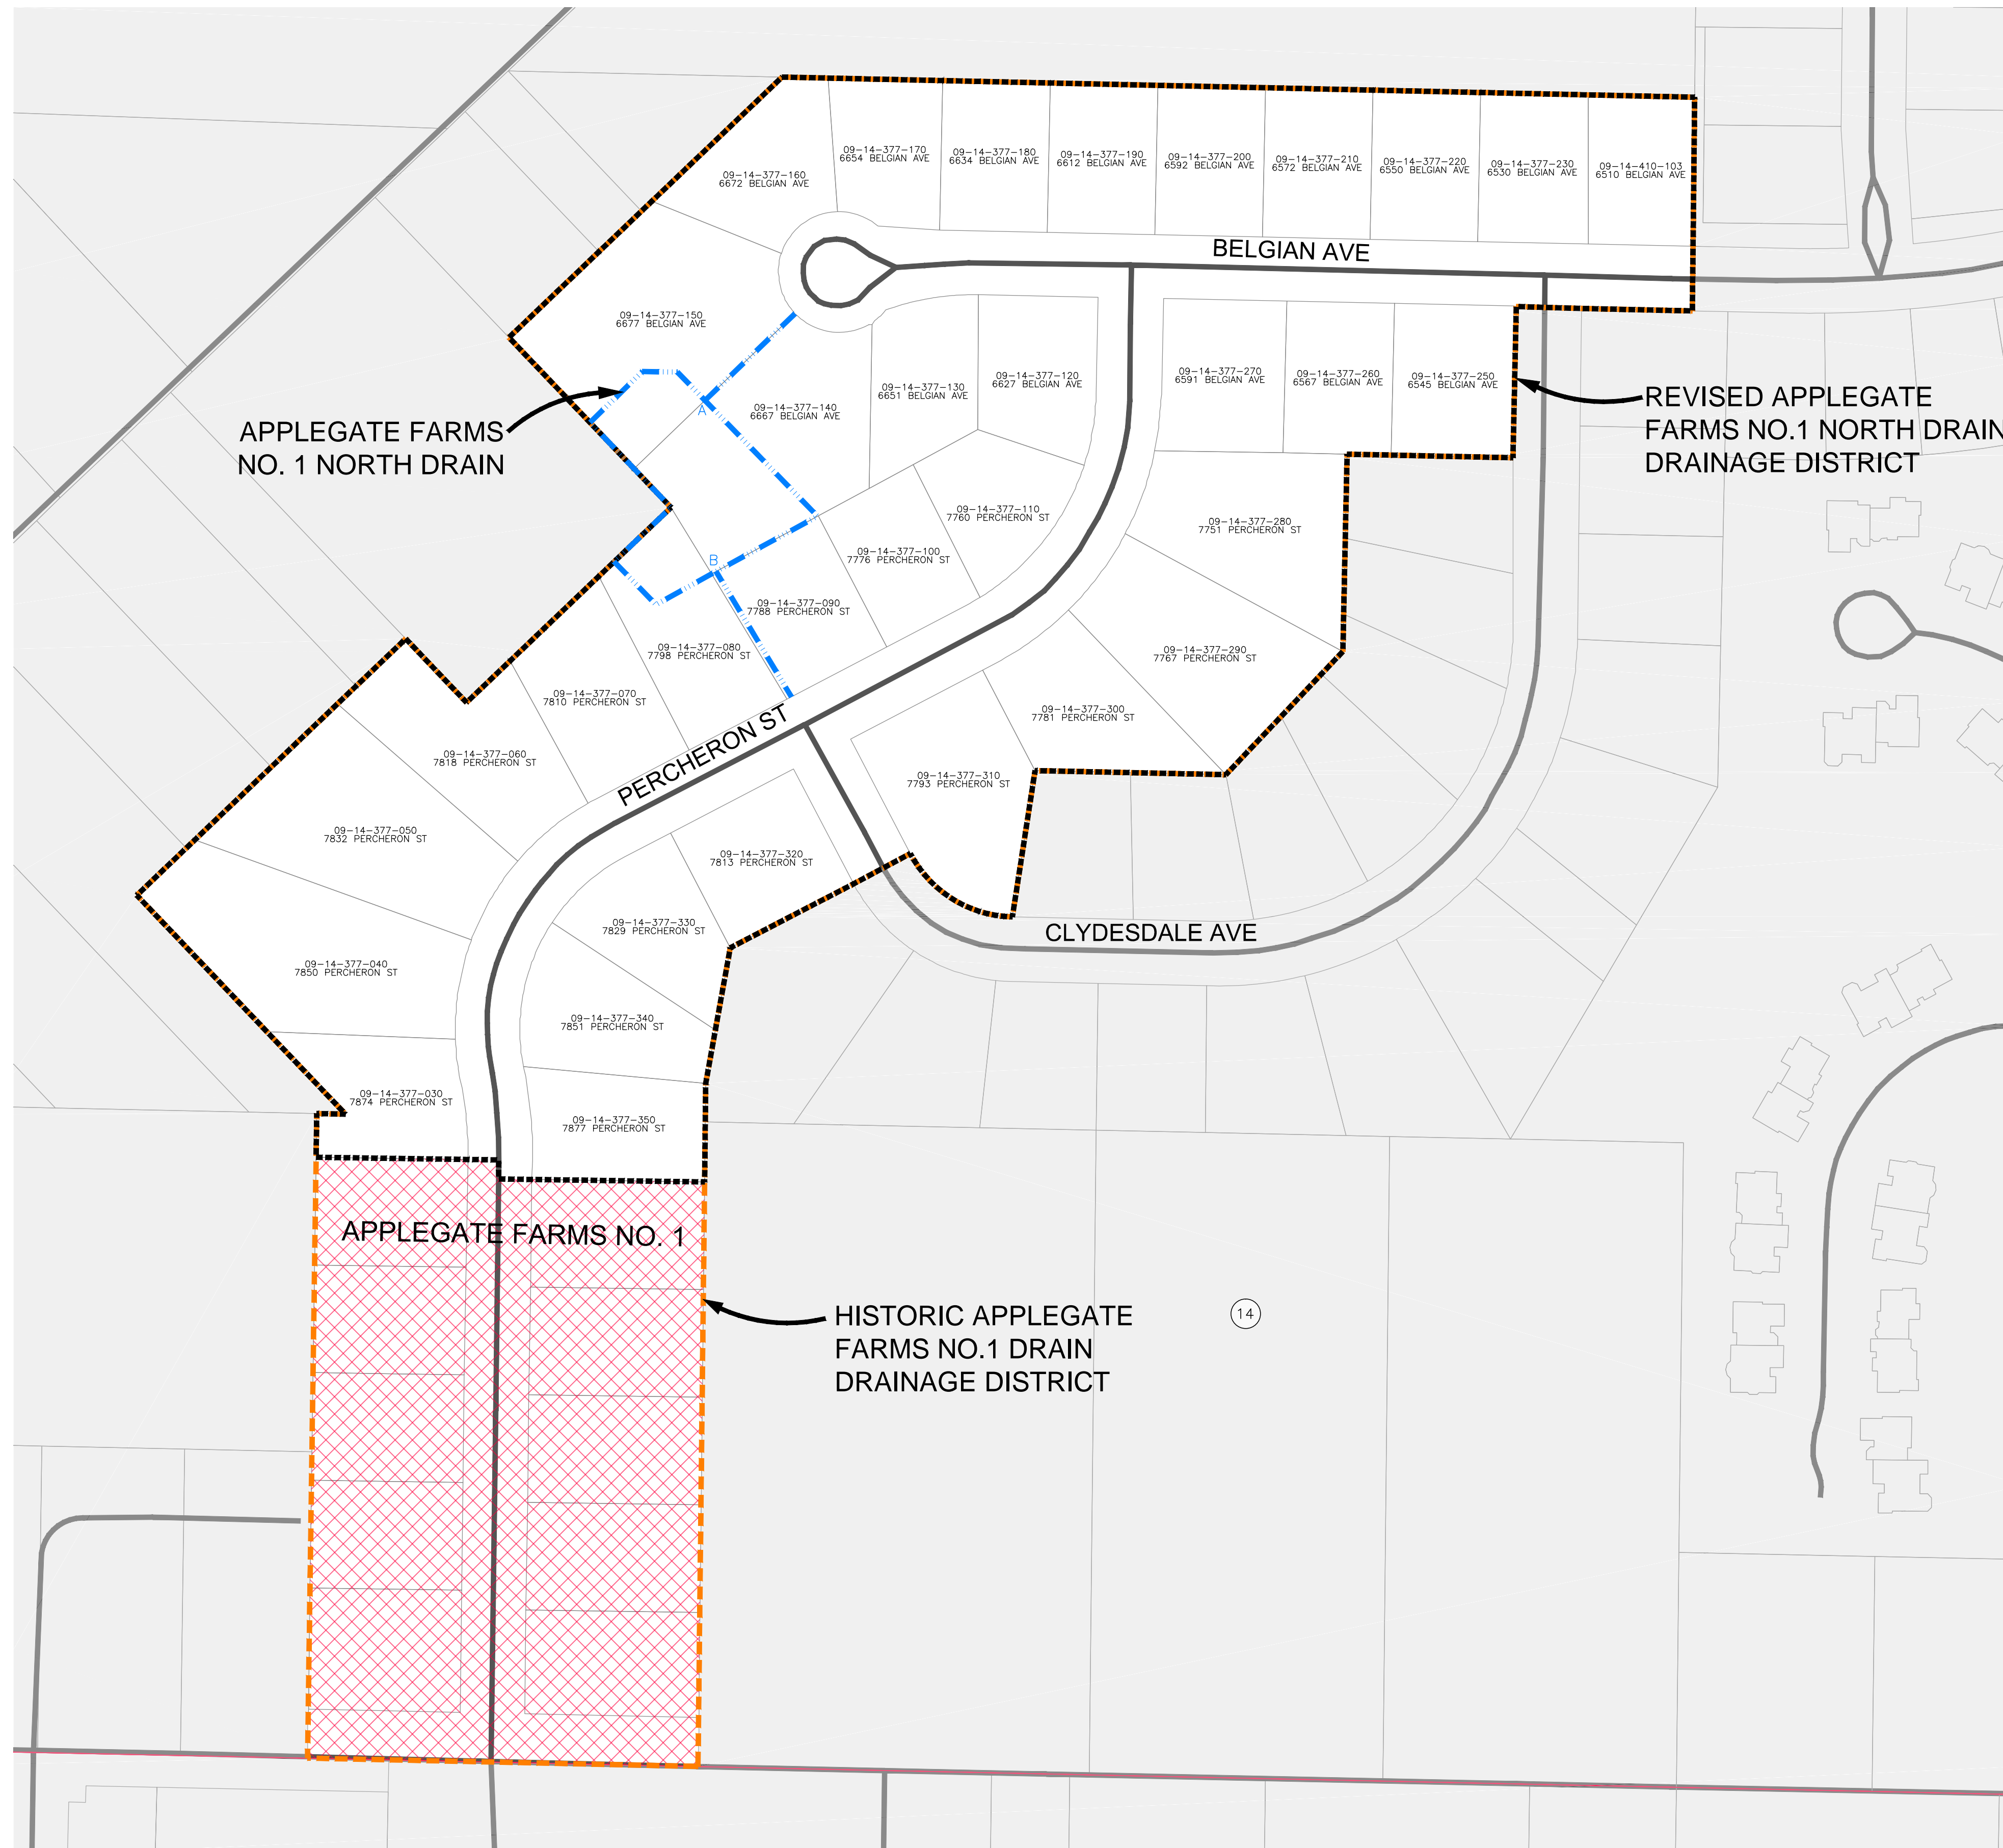 09-14-377-160
6672 BELGIAN AVE
09-14-377-170
6654 BELGIAN AVE
09-14-377-180
6634 BELGIAN AVE
09-14-377-190
6612 BELGIAN AVE
09-14-377-200
6592 BELGIAN AVE
09-14-377-210
6572 BELGIAN AVE
09-14-377-220
6550 BELGIAN AVE
09-14-377-230
6530 BELGIAN AVE
09-14-410-103
6510 BELGIAN AVE
BELGIAN AVE
09-14-377-150
6677 BELGIAN AVE
09-14-377-140
6667 BELGIAN AVE
09-14-377-130
6651 BELGIAN AVE
09-14-377-120
6627 BELGIAN AVE
09-14-377-270
6591 BELGIAN AVE
09-14-377-260
6567 BELGIAN AVE
09-14-377-250
6545 BELGIAN AVE
A
APPLEGATE FARMS
NO. 1 NORTH DRAIN
REVISED APPLEGATE
FARMS NO.1 NORTH DRAIN
DRAINAGE DISTRICT
09-14-377-110
7760 PERCHERON ST
09-14-377-280
7751 PERCHERON ST
09-14-377-100
7776 PERCHERON ST
B
09-14-377-090
7788 PERCHERON ST
09-14-377-080
7798 PERCHERON ST
09-14-377-290
7767 PERCHERON ST
09-14-377-070
7810 PERCHERON ST
09-14-377-300
7781 PERCHERON ST
09-14-377-060
7818 PERCHERON ST
PERCHERON ST
09-14-377-310
7793 PERCHERON ST
09-14-377-050
7832 PERCHERON ST
09-14-377-320
7813 PERCHERON ST
09-14-377-330
7829 PERCHERON ST
CLYDESDALE AVE
09-14-377-040
7850 PERCHERON ST
09-14-377-340
7851 PERCHERON ST
09-14-377-030
7874 PERCHERON ST
09-14-377-350
7877 PERCHERON ST
APPLEGATE FARMS NO. 1
HISTORIC APPLEGATE
FARMS NO.1 DRAIN
DRAINAGE DISTRICT
14